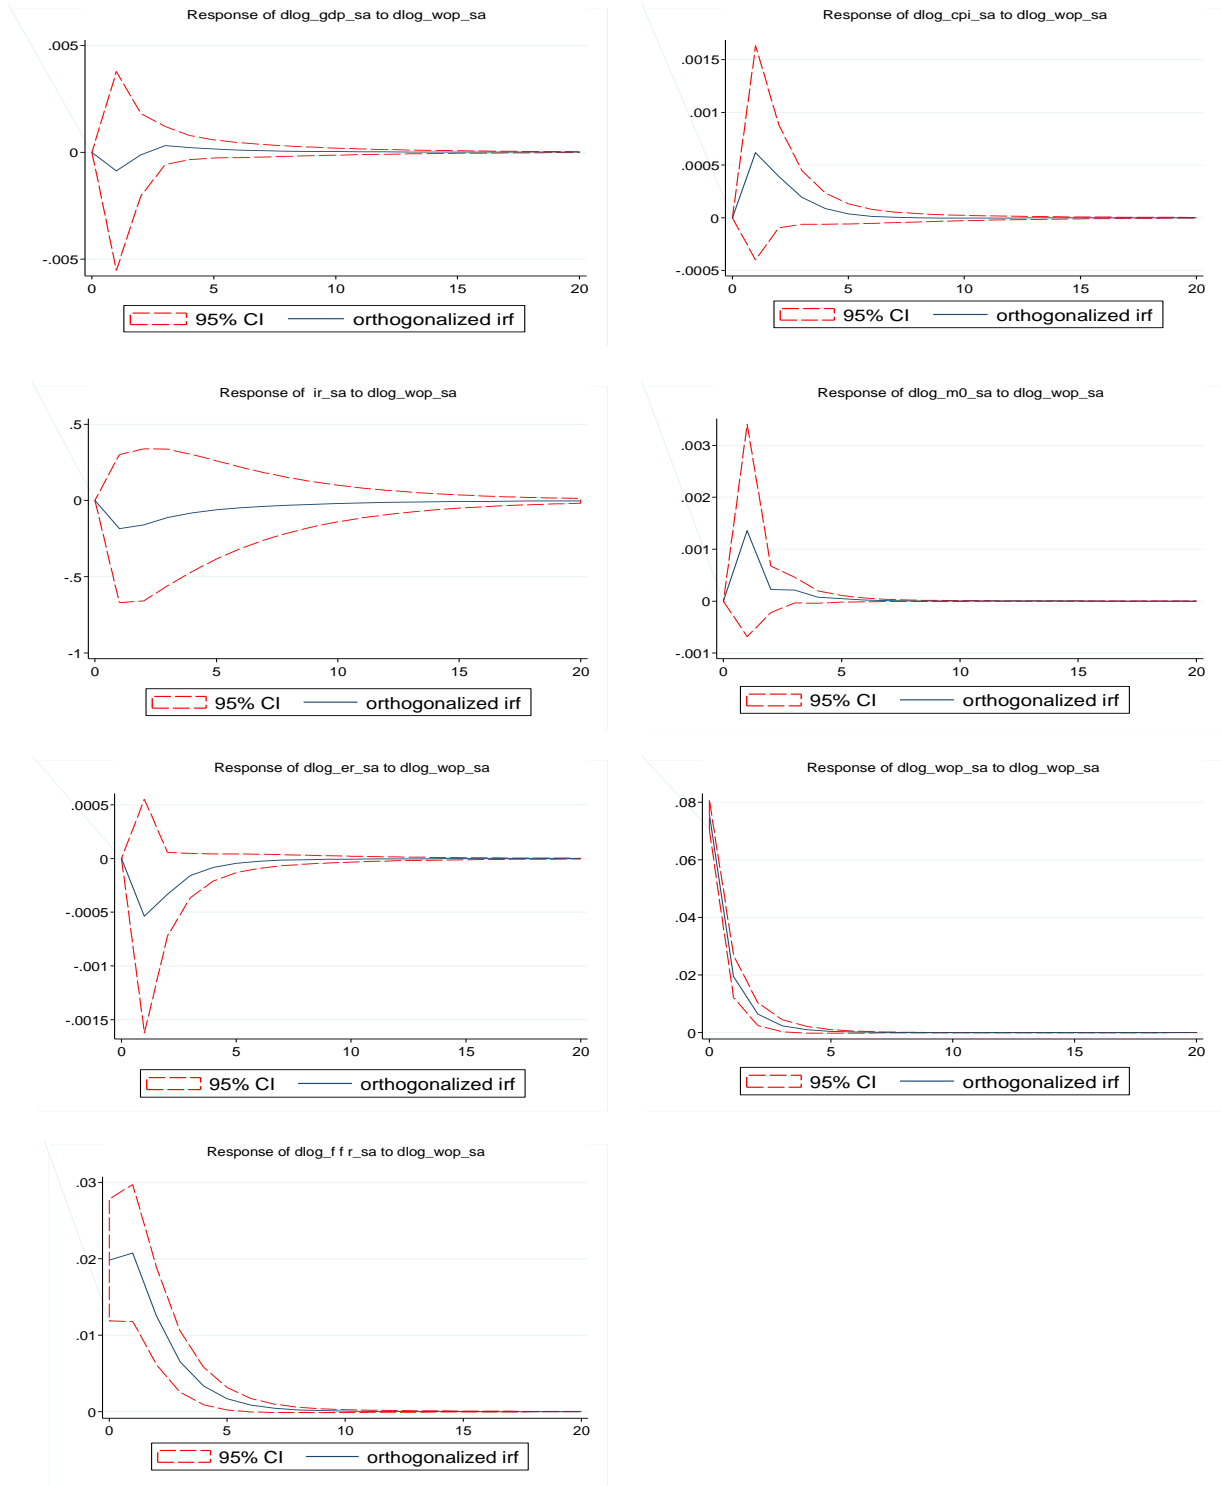 Response of dlog_gdp_sa to dlog_wop_sa
.005
0
-.005
0 5 10 15 20
95% CI orthogonalized irf
Response of dlog_cpi_sa to dlog_wop_sa
.0015
.001
.0005
0
-.0005
0 5 10 15 20
95% CI orthogonalized irf
Response of ir_sa to dlog_wop_sa
.5
0
-.5
-1
0 5 10 15 20
95% CI orthogonalized irf
Response of dlog_m0_sa to dlog_wop_sa
.003
.002
.001
0
-.001
0 5 10 15 20
95% CI orthogonalized irf
Response of dlog_er_sa to dlog_wop_sa
.0005
0
-.0005
-.001
-.0015
0 5 10 15 20
95% CI orthogonalized irf
Response of dlog_wop_sa to dlog_wop_sa
.08
.06
.04
.02
0
0 5 10 15 20
95% CI orthogonalized irf
Response of dlog_f f r_sa to dlog_wop_sa
.03
.02
.01
0
0 5 10 15 20
95% CI orthogonalized irf